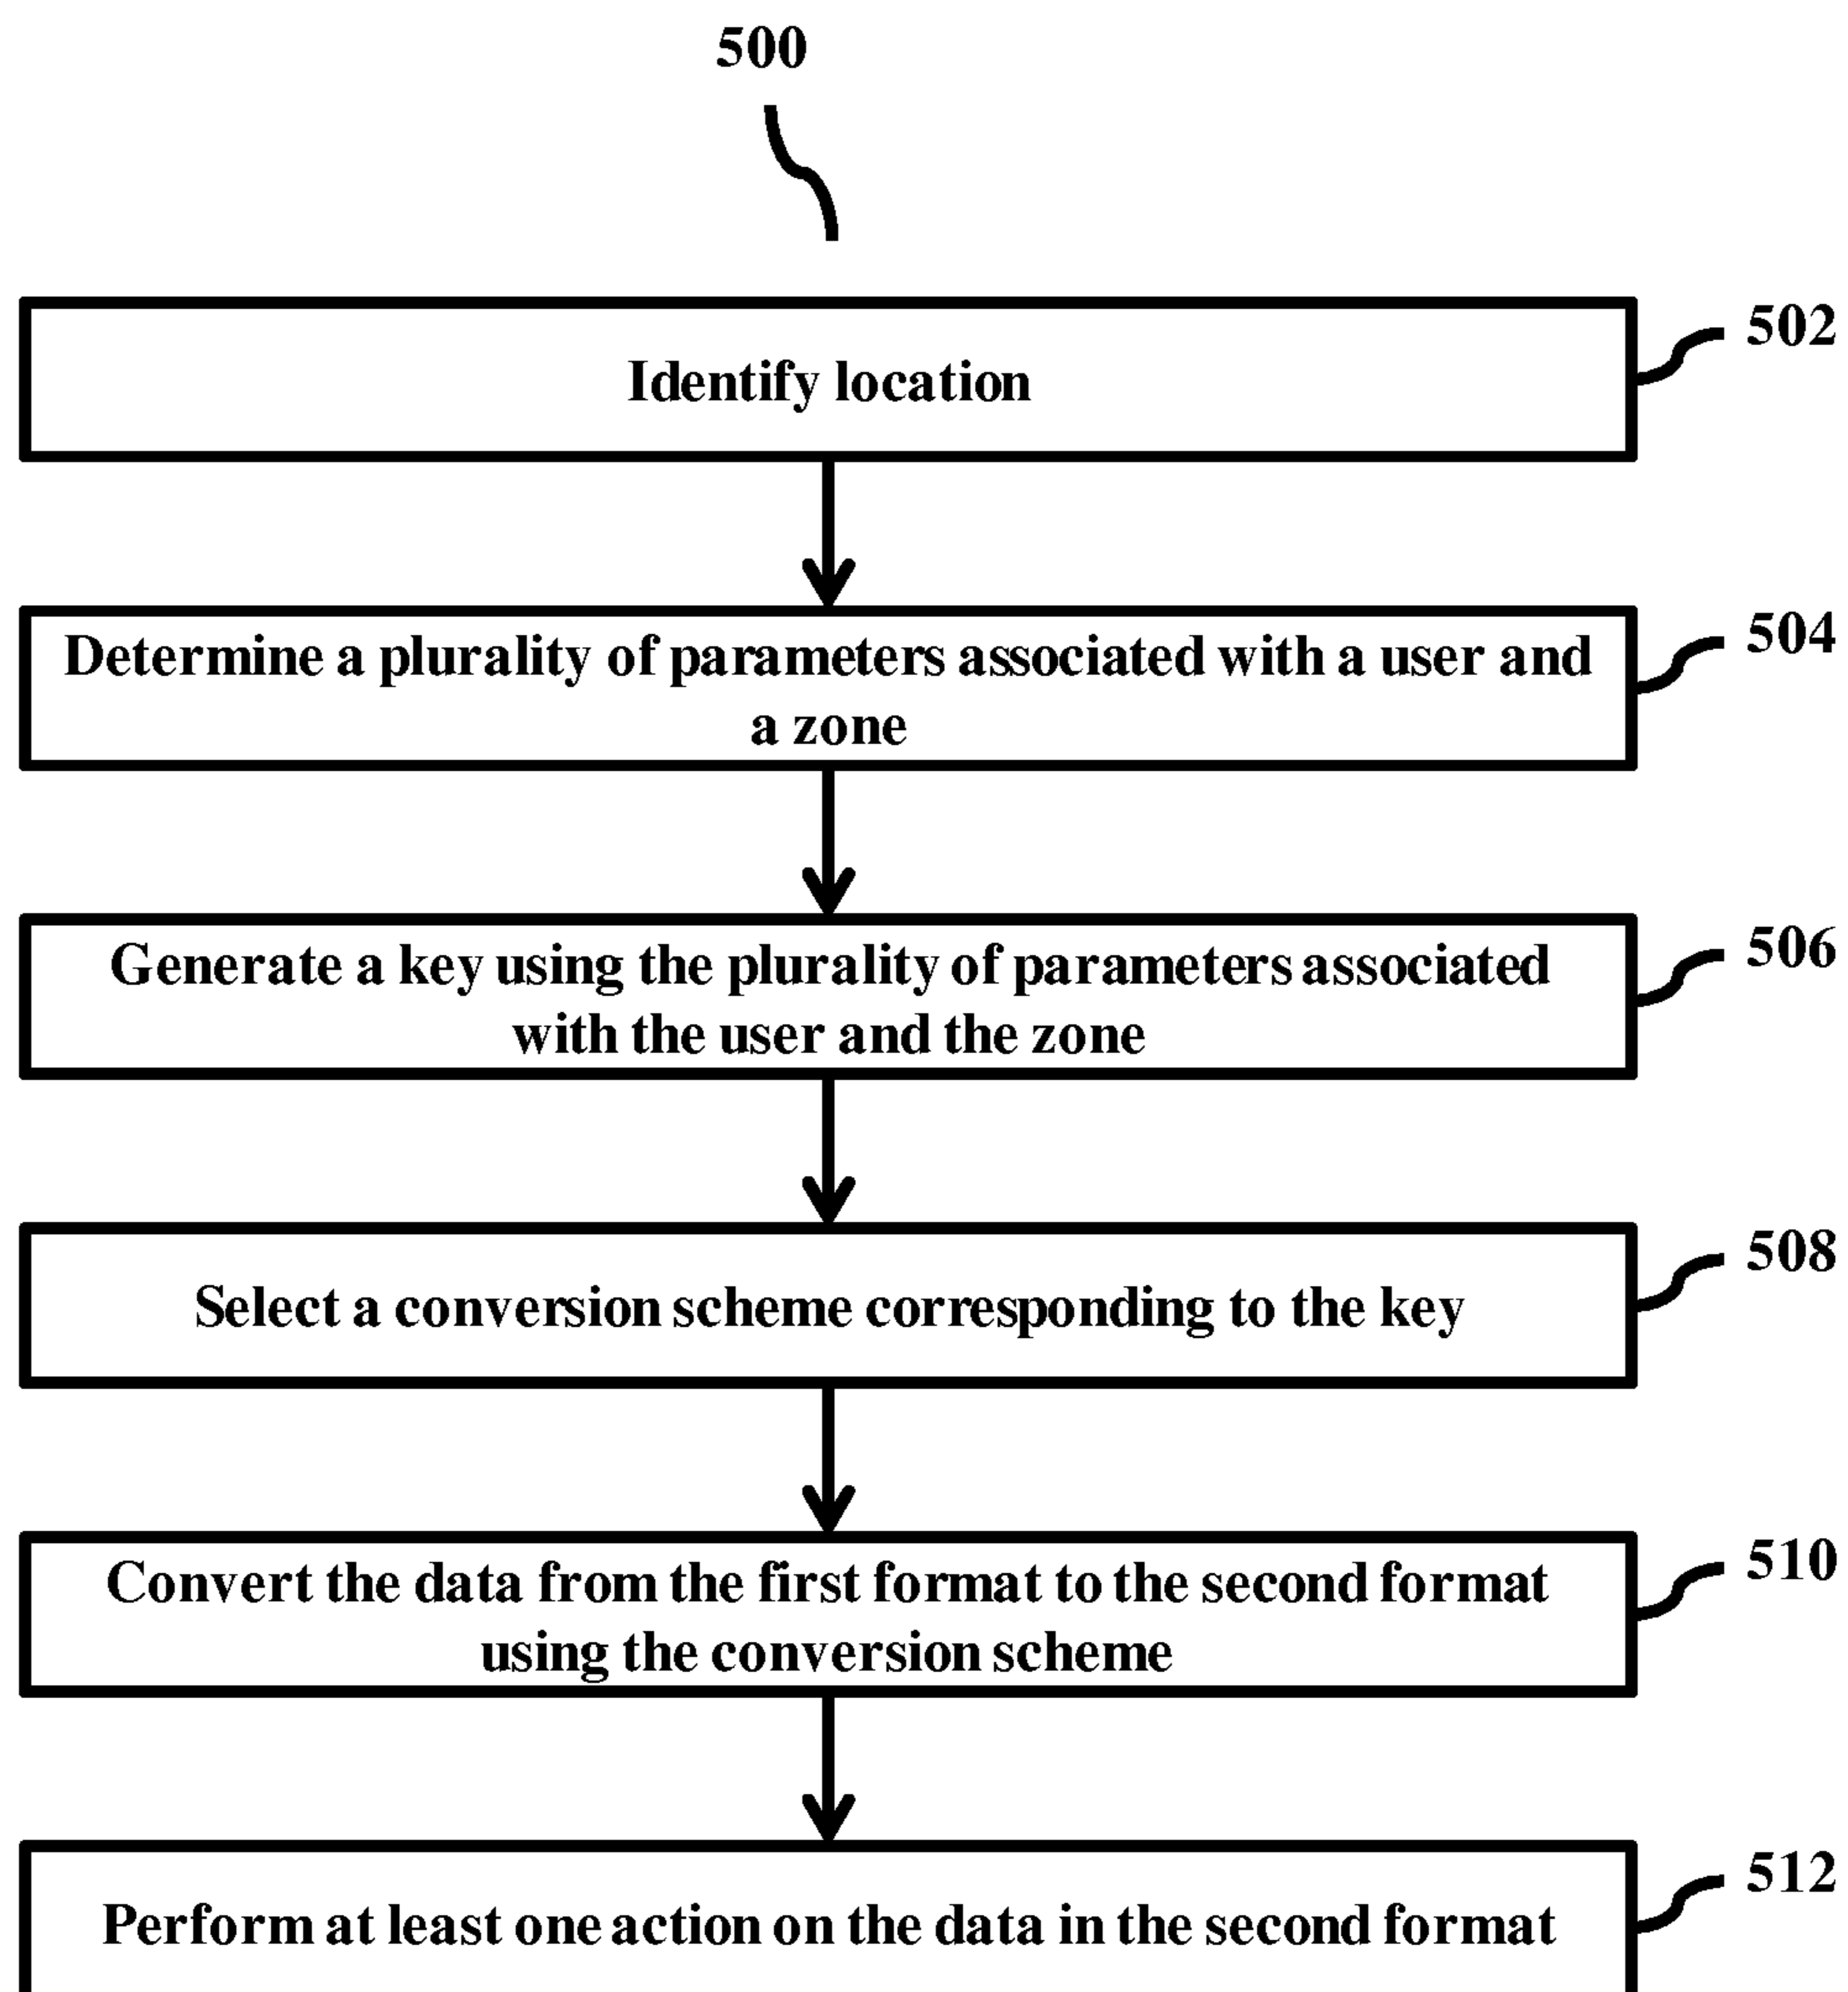 500
Identify location
502
Determine a plurality of parameters associated with a user and
a zone
504
Generate a key using the plurality of parameters associated
with the user and the zone
506
Select a conversion scheme corresponding to the key
508
Convert the data from the first format to the second format
using the conversion scheme
510
Perform at least one action on the data in the second format
512